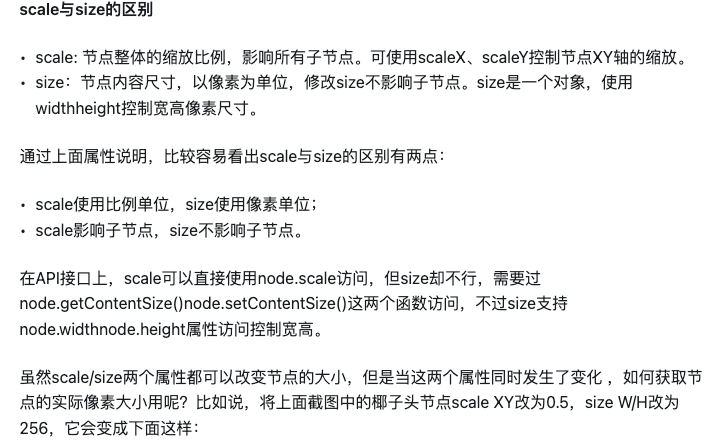 scale与size的区别
• scale: 节点整体的缩放比例，影响所有子节点。可使用scaleX、scaleY控制节点XY轴的缩放。
• size：节点内容尺寸，以像素为单位，修改size不影响子节点。size是一个对象，使用
widthheight控制宽高像素尺寸。
通过上面属性说明，比较容易看出scale与size的区别有两点：
• scale使用比例单位，size使用像素单位；
• scale影响子节点，size不影响子节点。
在API接口上，scale可以直接使用node.scale访问，但size却不行，需要过
node.getContentSize()node.setContentSize()这两个函数访问，不过size支持
node.widthnode.height属性访问控制宽高。
虽然scale/size两个属性都可以改变节点的大小，但是当这两个属性同时发生了变化 ，如何获取节
点的实际像素大小用呢？比如说，将上面截图中的椰子头节点scale XY改为0.5，size W/H改为
256，它会变成下面这样：